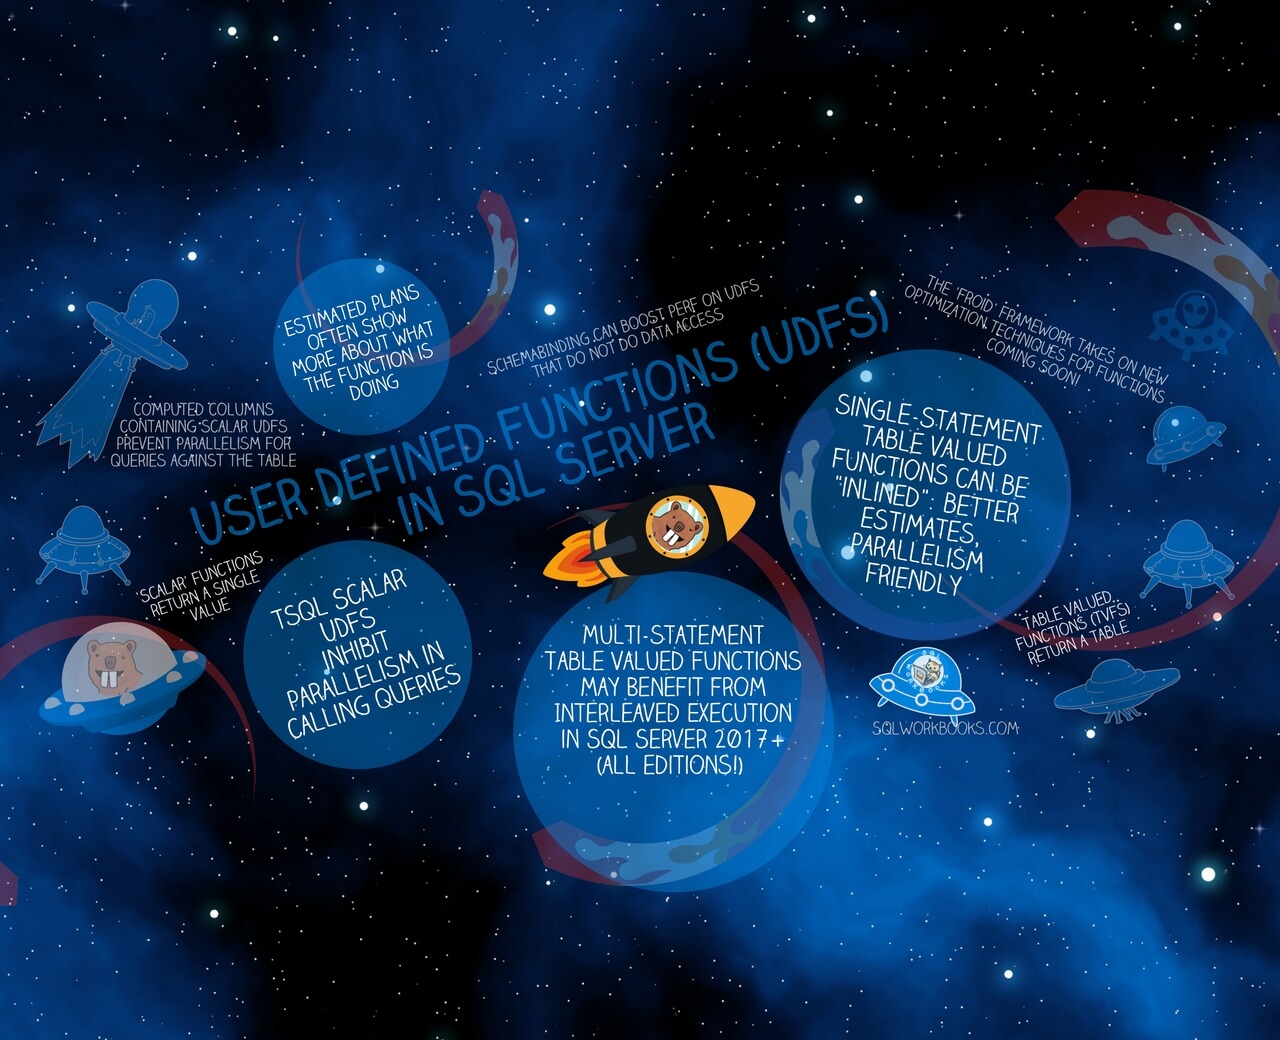 USER DEFINED FUNCTIONS (UDFS)
IN SQL SERVER
ESTIMATED PLANS
OFTEN SHOW
MORE ABOUT WHAT
THE FUNCTION IS
DOING
SCHEMABINDING CAN BOOST PERF ON UDFS
THAT DO NOT DO DATA ACCESS
THE 'FROID' FRAMEWORK TAKES ON NEW
OPTIMIZATION TECHNIQUES FOR FUNCTIONS
COMING SOON!
COMPUTED COLUMNS
CONTAINING SCALAR UDFS
PREVENT PARALLELISM FOR
QUERIES AGAINST THE TABLE
SINGLE-STATEMENT
TABLE VALUED
FUNCTIONS CAN BE
"INLINED". BETTER
ESTIMATES,
PARALLELISM
FRIENDLY
'SCALAR' FUNCTIONS
RETURN A SINGLE
VALUE
TSQL SCALAR
UDFS
INHIBIT
PARALLELISM IN
CALLING QUERIES
MULTI-STATEMENT
TABLE VALUED FUNCTIONS
MAY BENEFIT FROM
INTERLEAVED EXECUTION
IN SQL SERVER 2017+
(ALL EDITIONS!)
TABLE VALUED
FUNCTIONS (TVFS)
RETURN A TABLE
SQLWORKBOOKS.COM